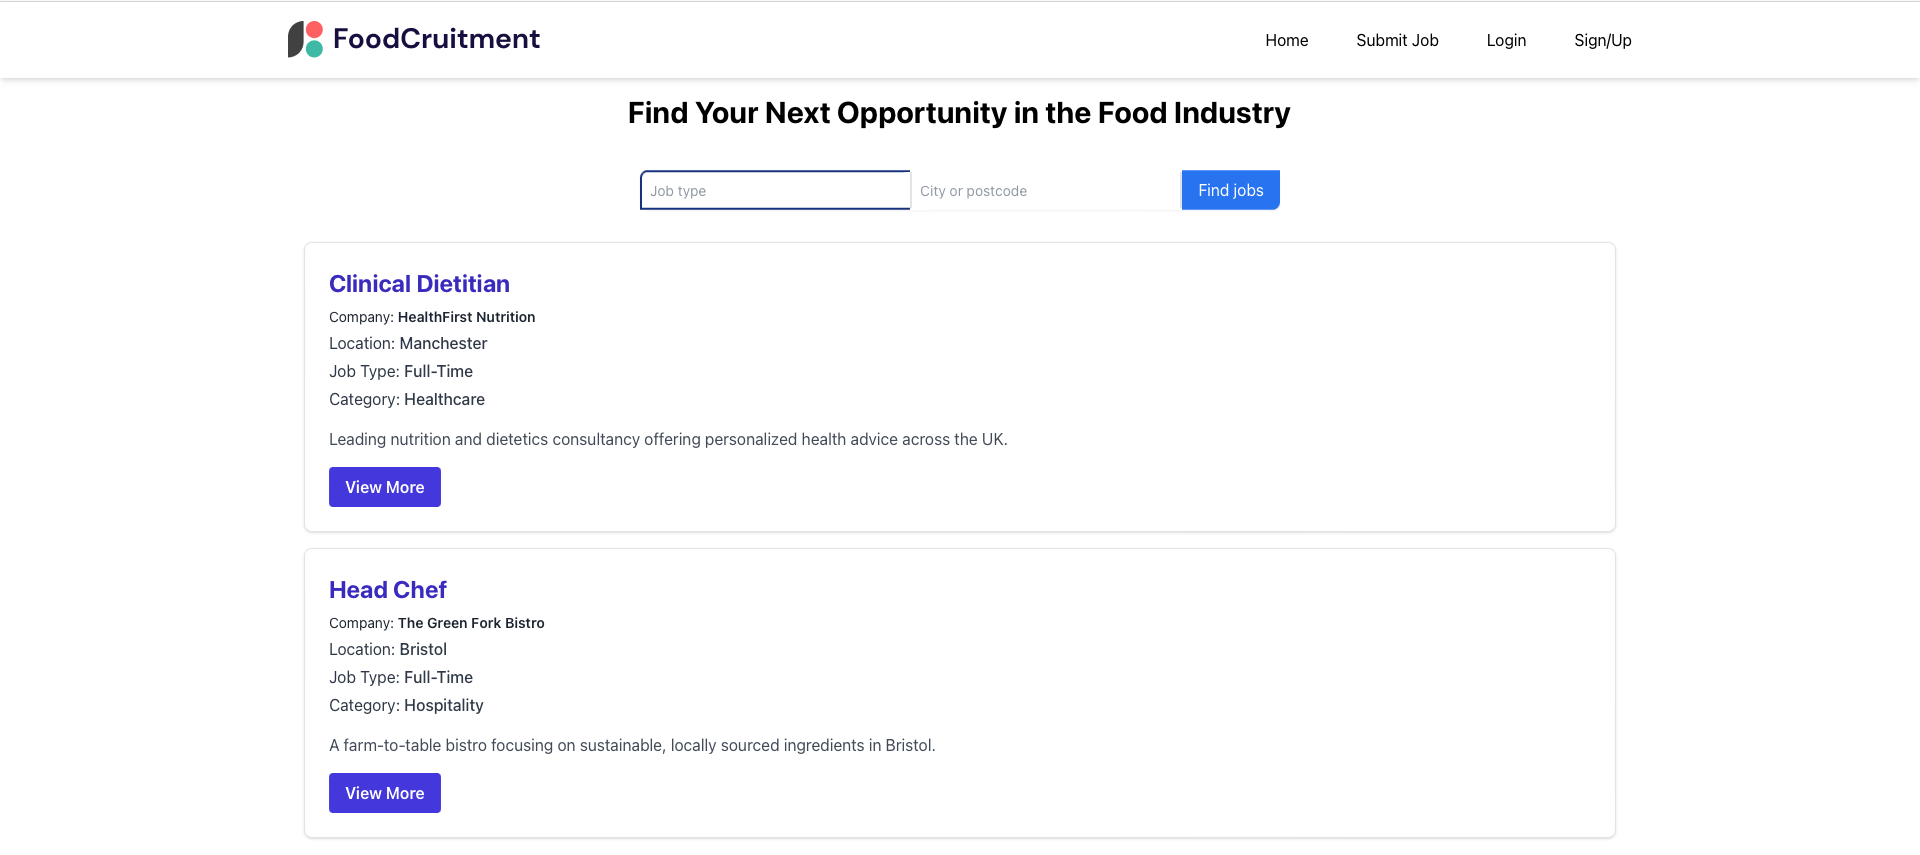 FoodCruitment
Home Submit Job Login Sign/Up
Find Your Next Opportunity in the Food Industry
Job type City or postcode Find jobs
Clinical Dietitian
Company: HealthFirst Nutrition
Location: Manchester
Job Type: Full-Time
Category: Healthcare
Leading nutrition and dietetics consultancy offering personalized health advice across the UK.
View More
Head Chef
Company: The Green Fork Bistro
Location: Bristol
Job Type: Full-Time
Category: Hospitality
A farm-to-table bistro focusing on sustainable, locally sourced ingredients in Bristol.
View More